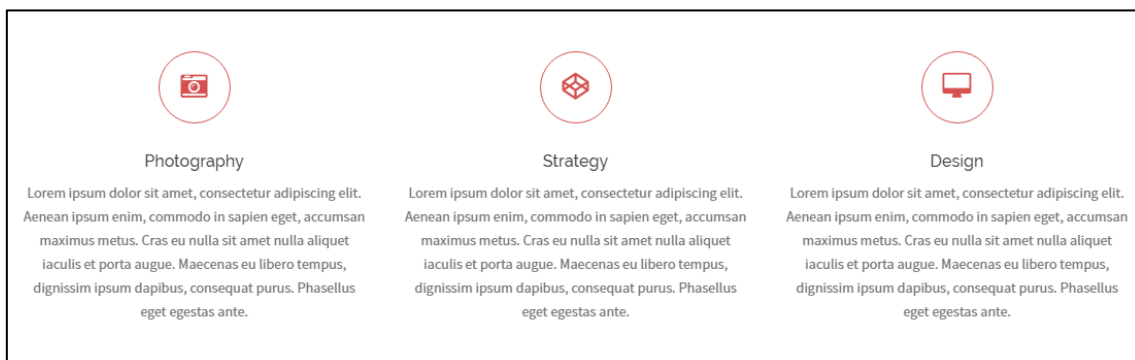 Photography
Lorem ipsum dolor sit amet, consectetur adipiscing elit.
Aenean ipsum enim, commodo in sapien eget, accumsan
maximus metus. Cras eu nulla sit amet nulla aliquet
iaculis et porta augue. Maecenas eu libero tempus,
dignissim ipsum dapibus, consequat purus. Phasellus
eget egestas ante.
Strategy
Lorem ipsum dolor sit amet, consectetur adipiscing elit.
Aenean ipsum enim, commodo in sapien eget, accumsan
maximus metus. Cras eu nulla sit amet nulla aliquet
iaculis et porta augue. Maecenas eu libero tempus,
dignissim ipsum dapibus, consequat purus. Phasellus
eget egestas ante.
Design
Lorem ipsum dolor sit amet, consectetur adipiscing elit.
Aenean ipsum enim, commodo in sapien eget, accumsan
maximus metus. Cras eu nulla sit amet nulla aliquet
iaculis et porta augue. Maecenas eu libero tempus,
dignissim ipsum dapibus, consequat purus. Phasellus
eget egestas ante.